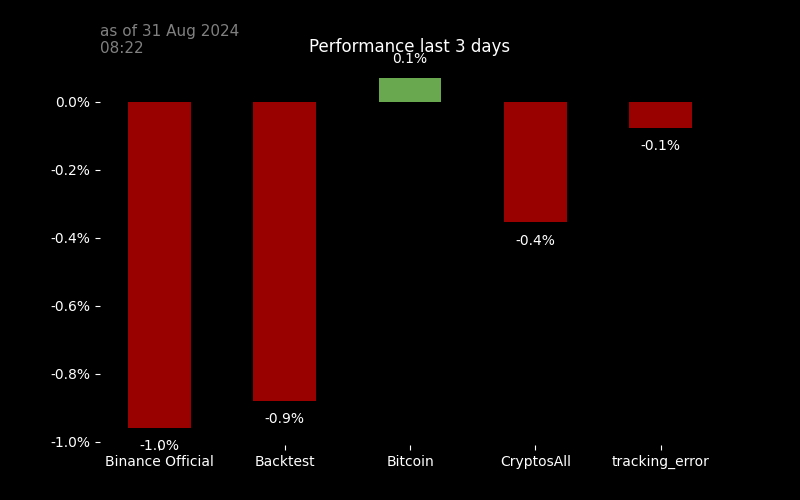 as of 31 Aug 2024
08:22
Performance last 3 days
0.1%
0.0%
-0.1%
-0.2%
-0.4%
-0.4%
-0.6%
-0.8%
-0.9%
-1.0%
-1.0%
Binance Official
Backtest
Bitcoin
CryptosAll
tracking_error